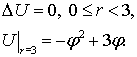 ΔU = 0, 0 ≤ r < 3,
U|_{r=3} = -φ² + 3φ.